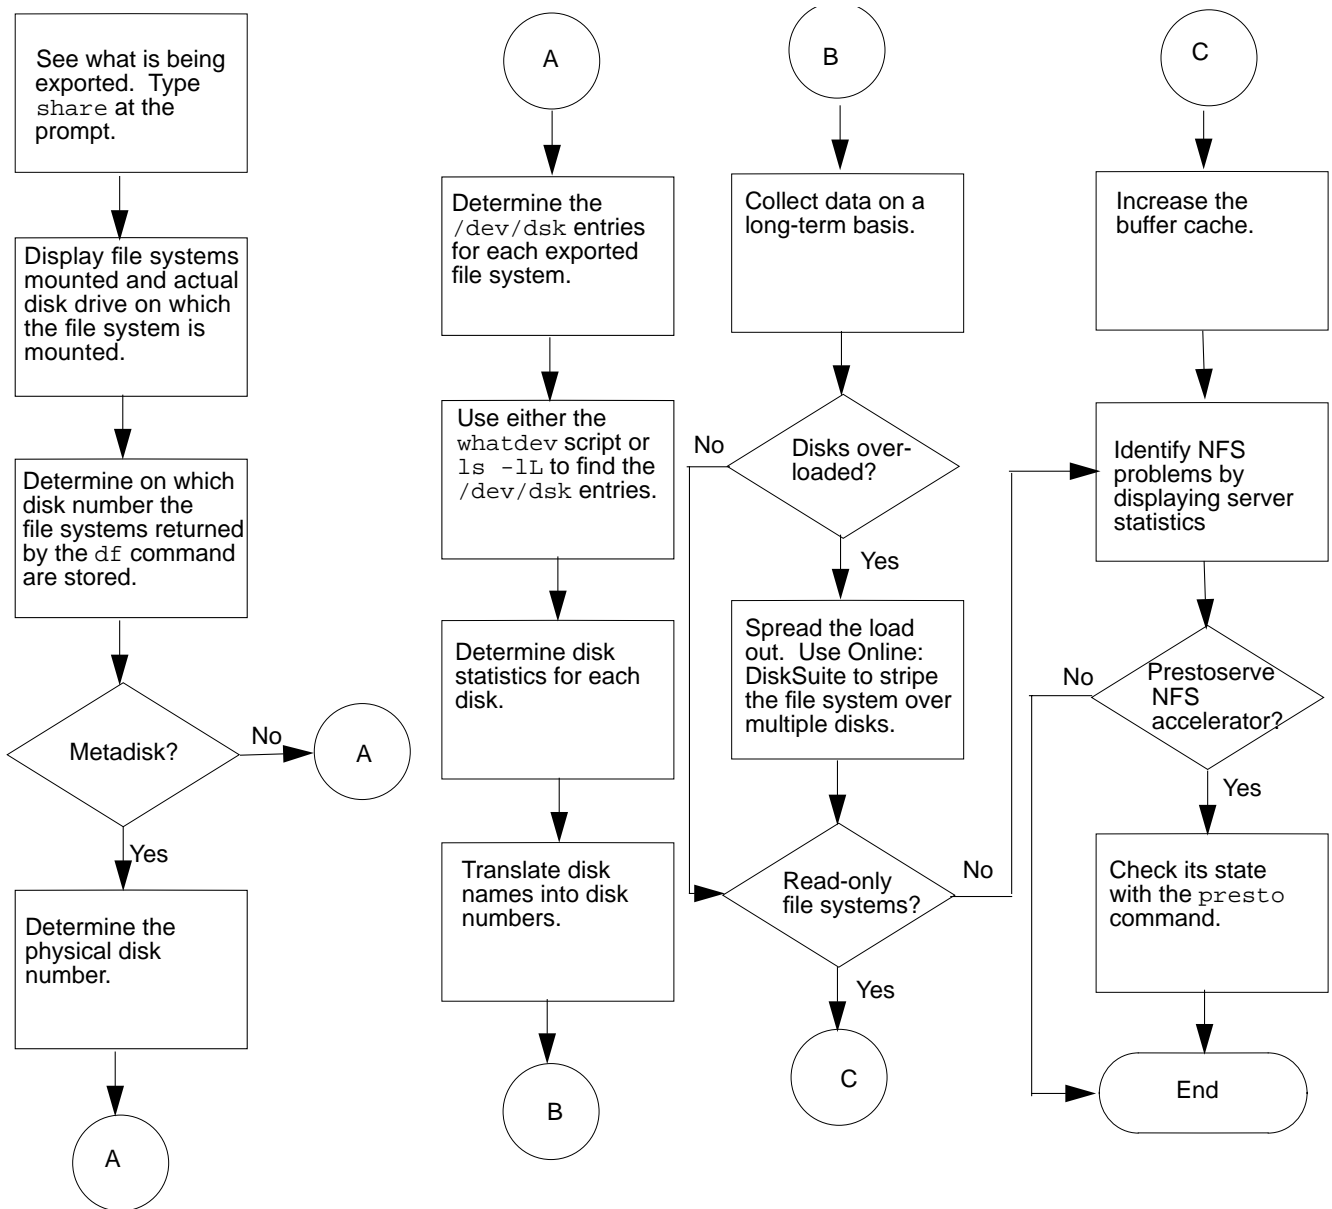 See what is being
exported.  Type
share at the
prompt.
Display file systems
mounted and actual
disk drive on which
the file system is
mounted.
Determine on which
disk number the
file systems returned
by the df command
are stored.
Metadisk?
No
A
Yes
Determine the
physical disk
number.
A
A
Determine the
/dev/dsk entries
for each exported
file system.
Use either the
whatdev script or
ls -lL to find the
/dev/dsk entries.
Determine disk
statistics for each
disk.
Translate disk
names into disk
numbers.
B
B
Collect data on a
long-term basis.
No
Disks over-
loaded?
Yes
Spread the load
out.  Use Online:
DiskSuite to stripe
the file system over
multiple disks.
Read-only
file systems?
No
Yes
C
C
Increase the
buffer cache.
Identify NFS
problems by
displaying server
statistics
No
Prestoserve
NFS
accelerator?
Yes
Check its state
with the presto
command.
End